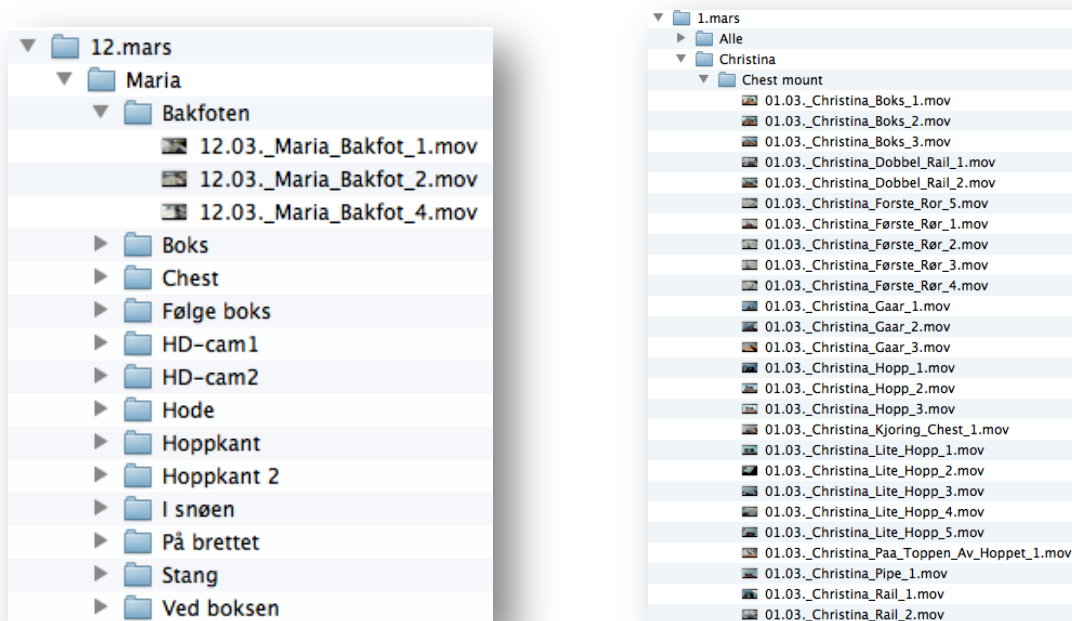 12.mars
Maria
Bakfoten
12.03._Maria_Bakfot_1.mov
12.03._Maria_Bakfot_2.mov
12.03._Maria_Bakfot_4.mov
Boks
Chest
Følge boks
HD-cam1
HD-cam2
Hode
Hoppkant
Hoppkant 2
I snøen
På brettet
Stang
Ved boksen
1.mars
Alle
Christina
Chest mount
01.03._Christina_Boks_1.mov
01.03._Christina_Boks_2.mov
01.03._Christina_Boks_3.mov
01.03._Christina_Dobbel_Rail_1.mov
01.03._Christina_Dobbel_Rail_2.mov
01.03._Christina_Forste_Ror_5.mov
01.03._Christina_Første_Rør_1.mov
01.03._Christina_Første_Rør_2.mov
01.03._Christina_Første_Rør_3.mov
01.03._Christina_Første_Rør_4.mov
01.03._Christina_Gaar_1.mov
01.03._Christina_Gaar_2.mov
01.03._Christina_Gaar_3.mov
01.03._Christina_Hopp_1.mov
01.03._Christina_Hopp_2.mov
01.03._Christina_Hopp_3.mov
01.03._Christina_Kjoring_Chest_1.mov
01.03._Christina_Lite_Hopp_1.mov
01.03._Christina_Lite_Hopp_2.mov
01.03._Christina_Lite_Hopp_3.mov
01.03._Christina_Lite_Hopp_4.mov
01.03._Christina_Lite_Hopp_5.mov
01.03._Christina_Paa_Toppen_Av_Hoppet_1.mov
01.03._Christina_Pipe_1.mov
01.03._Christina_Rail_1.mov
01.03._Christina_Rail_2.mov